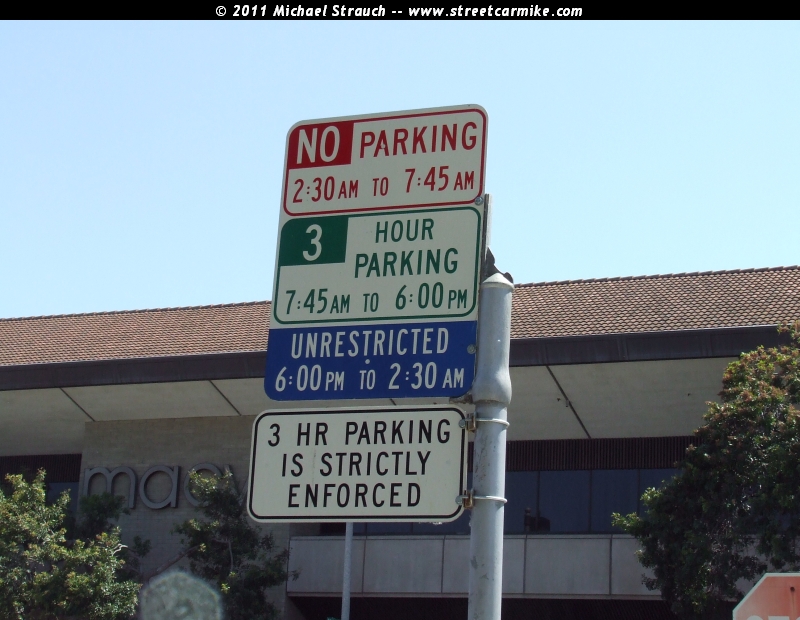 © 2011 Michael Strauch -- www.streetcarmike.com
NO PARKING
2:30 AM TO 7:45 AM
3 HOUR
PARKING
7:45 AM TO 6:00 PM
UNRESTRICTED
6:00 PM TO 2:30 AM
3 HR PARKING
IS STRICTLY
ENFORCED
macy